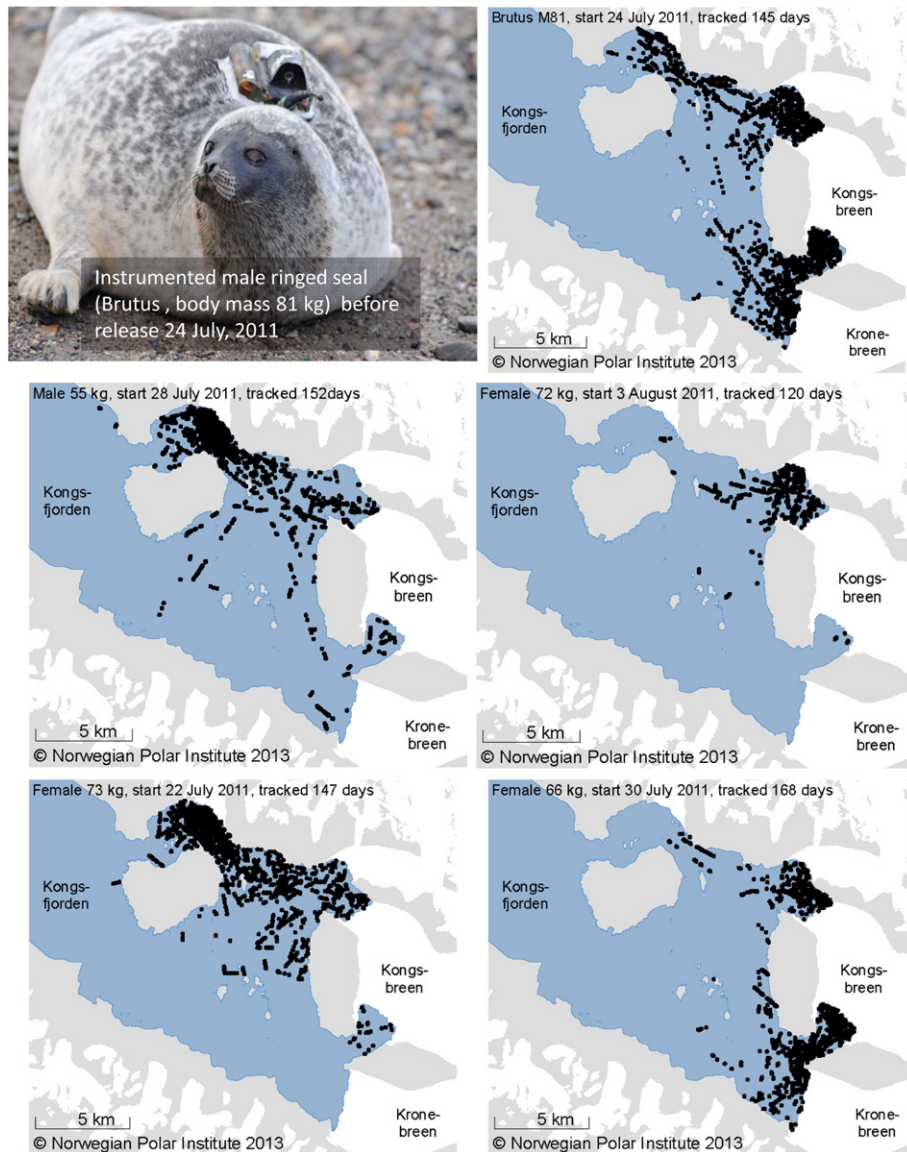 Instrumented male ringed seal
(Brutus , body mass 81 kg)  before
release 24 July, 2011
Brutus M81, start 24 July 2011, tracked 145 days
Kongs-
fjorden
Kongs-
breen
Krone-
breen
5 km
© Norwegian Polar Institute 2013
Male 55 kg, start 28 July 2011, tracked 152days
Kongs-
fjorden
Kongs-
breen
Krone-
breen
5 km
© Norwegian Polar Institute 2013
Female 72 kg, start 3 August 2011, tracked 120 days
Kongs-
fjorden
Kongs-
breen
Krone-
breen
5 km
© Norwegian Polar Institute 2013
Female 73 kg, start 22 July 2011, tracked 147 days
Kongs-
fjorden
Kongs-
breen
Krone-
breen
5 km
© Norwegian Polar Institute 2013
Female 66 kg, start 30 July 2011, tracked 168 days
Kongs-
fjorden
Kongs-
breen
Krone-
breen
5 km
© Norwegian Polar Institute 2013